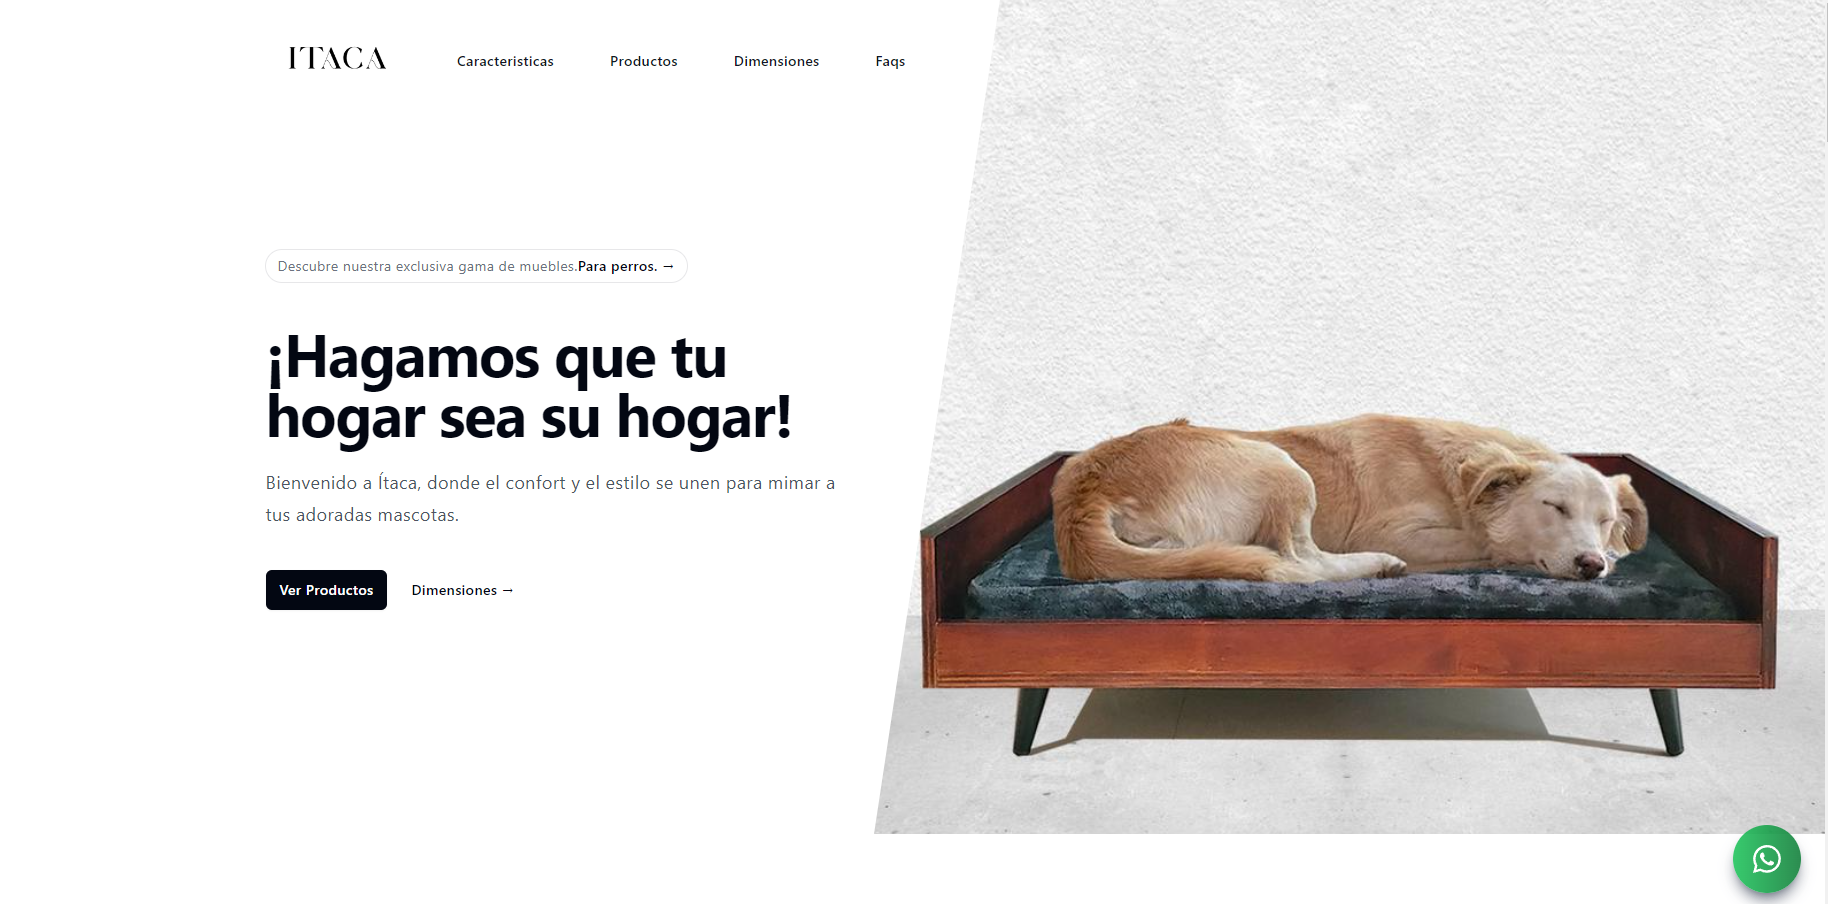 ITACA
Caracteristicas
Productos
Dimensiones
Faqs
Descubre nuestra exclusiva gama de muebles.Para perros. →
¡Hagamos que tu
hogar sea su hogar!
Bienvenido a Ítaca, donde el confort y el estilo se unen para mimar a
tus adoradas mascotas.
Ver Productos
Dimensiones →